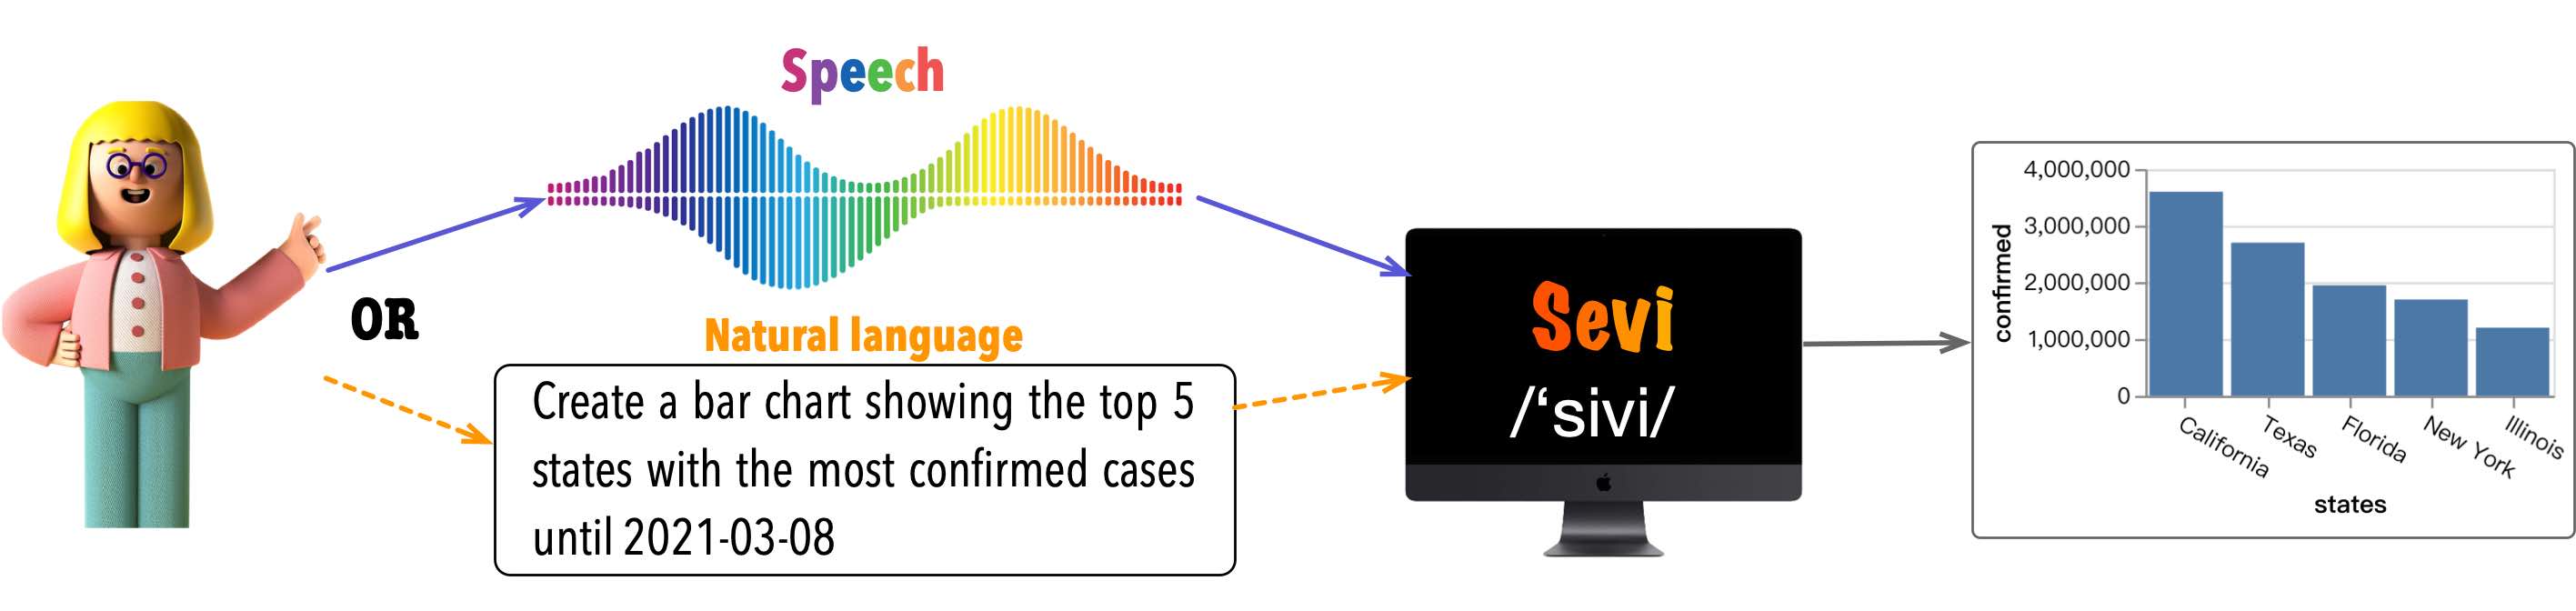 Speech
OR
Natural language
Create a bar chart showing the top 5
states with the most confirmed cases
until 2021-03-08
Sevi
/‘sivi/
confirmed
4,000,000
3,000,000
2,000,000
1,000,000
0
California
Texas
Florida
New York
Illinois
states